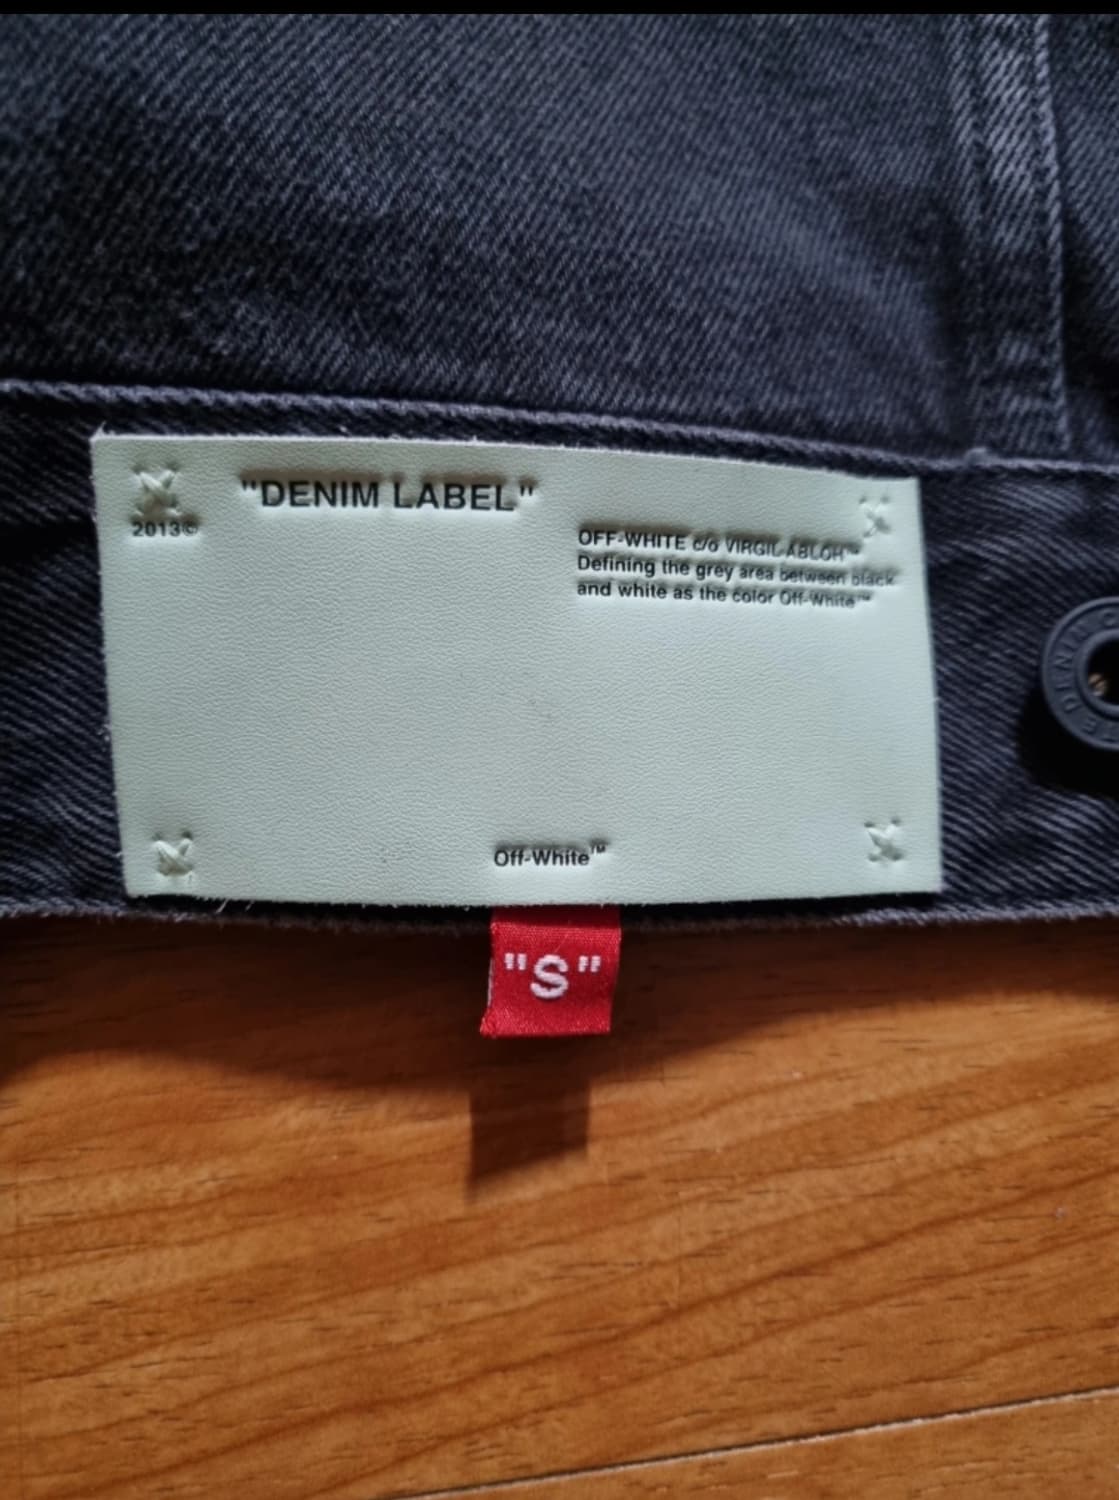 "DENIM LABEL"
2013©
OFF-WHITE c/o VIRGIL ABLOH™
Defining the grey area between black
and white as the color Off-White™
Off-White™
"S"